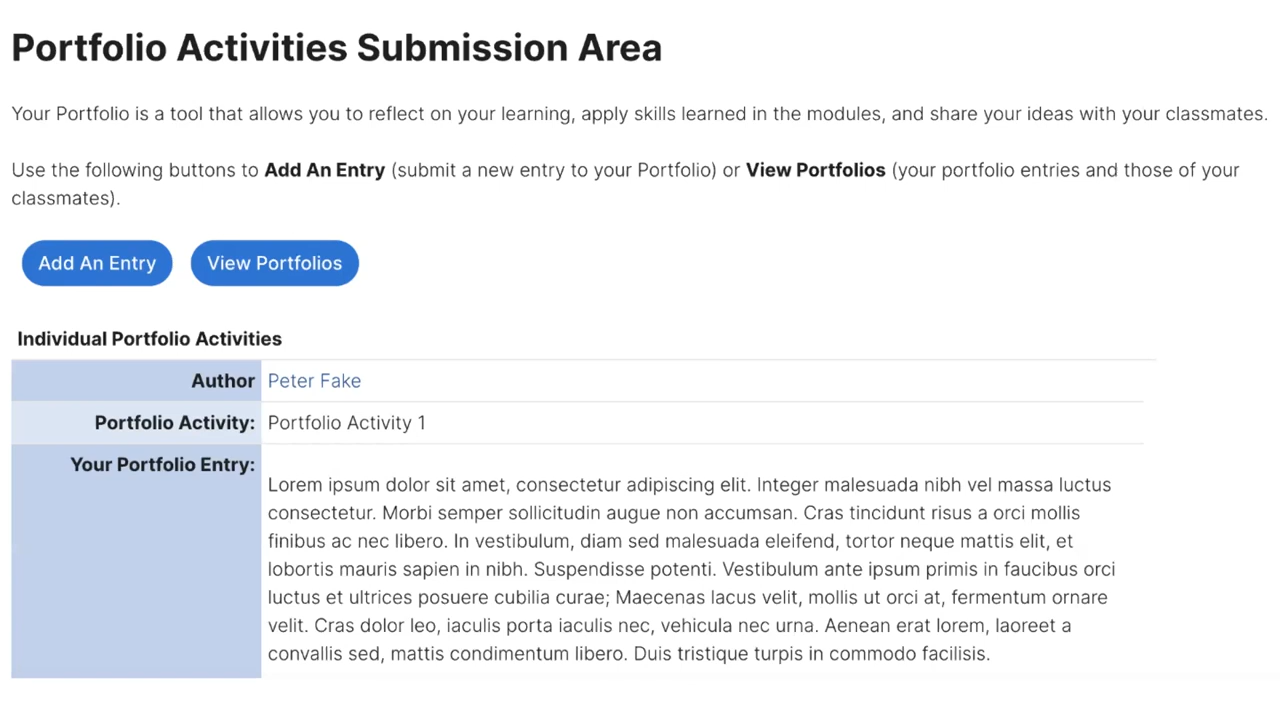 Portfolio Activities Submission Area
Your Portfolio is a tool that allows you to reflect on your learning, apply skills learned in the modules, and share your ideas with your classmates.
Use the following buttons to Add An Entry (submit a new entry to your Portfolio) or View Portfolios (your portfolio entries and those of your
classmates).
Add An Entry View Portfolios
Individual Portfolio Activities
Author Peter Fake
Portfolio Activity: Portfolio Activity 1
Your Portfolio Entry:
Lorem ipsum dolor sit amet, consectetur adipiscing elit. Integer malesuada nibh vel massa luctus
consectetur. Morbi semper sollicitudin augue non accumsan. Cras tincidunt risus a orci mollis
finibus ac nec libero. In vestibulum, diam sed malesuada eleifend, tortor neque mattis elit, et
lobortis mauris sapien in nibh. Suspendisse potenti. Vestibulum ante ipsum primis in faucibus orci
luctus et ultrices posuere cubilia curae; Maecenas lacus velit, mollis ut orci at, fermentum ornare
velit. Cras dolor leo, iaculis porta iaculis nec, vehicula nec urna. Aenean erat lorem, laoreet a
convallis sed, mattis condimentum libero. Duis tristique turpis in commodo facilisis.